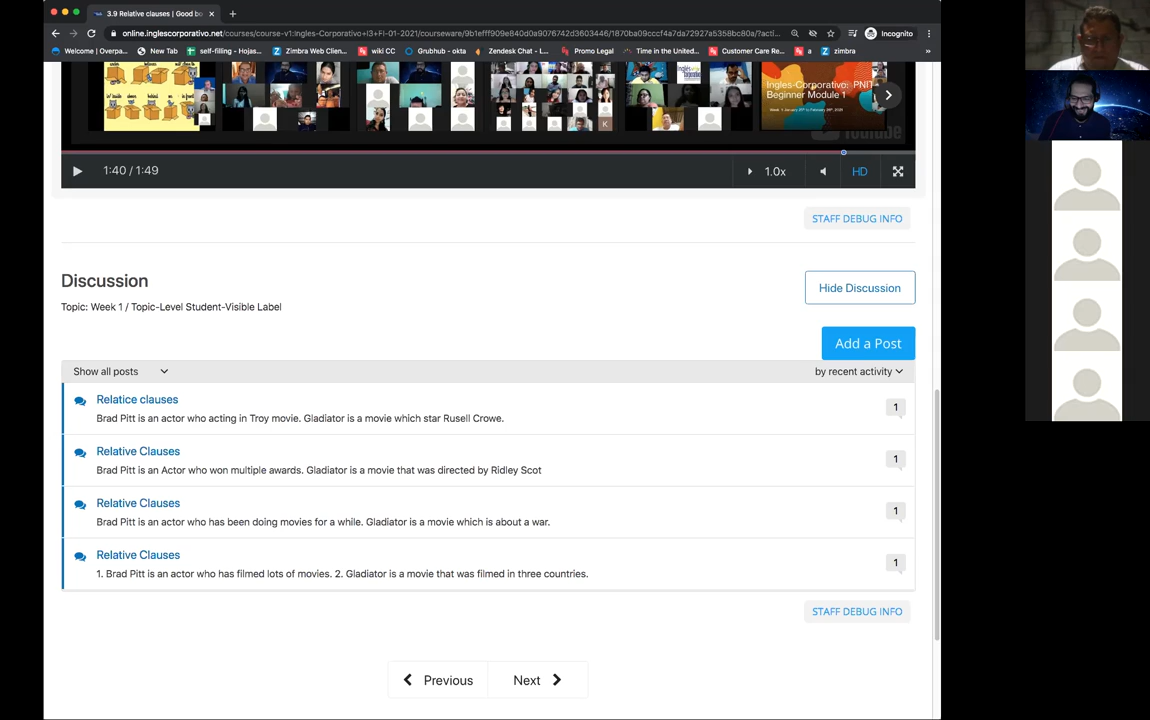 3.9 Relative clauses | Good bo
online.inglescorporativo.net/courses/course-v1:Ingles-Corporativo+I3+FI-01-2021/courseware/9b1efff909e840d0a9076742d3603446/1870ba09cccf4a7da72927a5358bc80a/?acti...
Incognito
Welcome | Overpa...
New Tab
self-filling - Hojas...
Zimbra Web Clien...
wiki CC
Grubhub - okta
Zendesk Chat - L...
Promo Legal
Time in the United...
Customer Care Re...
a
zimbra
»
Ingles-Corporativo: PNIT
Beginner Module 1
YouTube
1:40 / 1:49
1.0x
HD
STAFF DEBUG INFO
Discussion
Hide Discussion
Topic: Week 1 / Topic-Level Student-Visible Label
Add a Post
Show all posts
by recent activity
Relatice clauses
Brad Pitt is an actor who acting in Troy movie. Gladiator is a movie which star Rusell Crowe.
1
Relative Clauses
Brad Pitt is an Actor who won multiple awards. Gladiator is a movie that was directed by Ridley Scot
1
Relative Clauses
Brad Pitt is an actor who has been doing movies for a while. Gladiator is a movie which is about a war.
1
Relative Clauses
1. Brad Pitt is an actor who has filmed lots of movies. 2. Gladiator is a movie that was filmed in three countries.
1
STAFF DEBUG INFO
Previous
Next